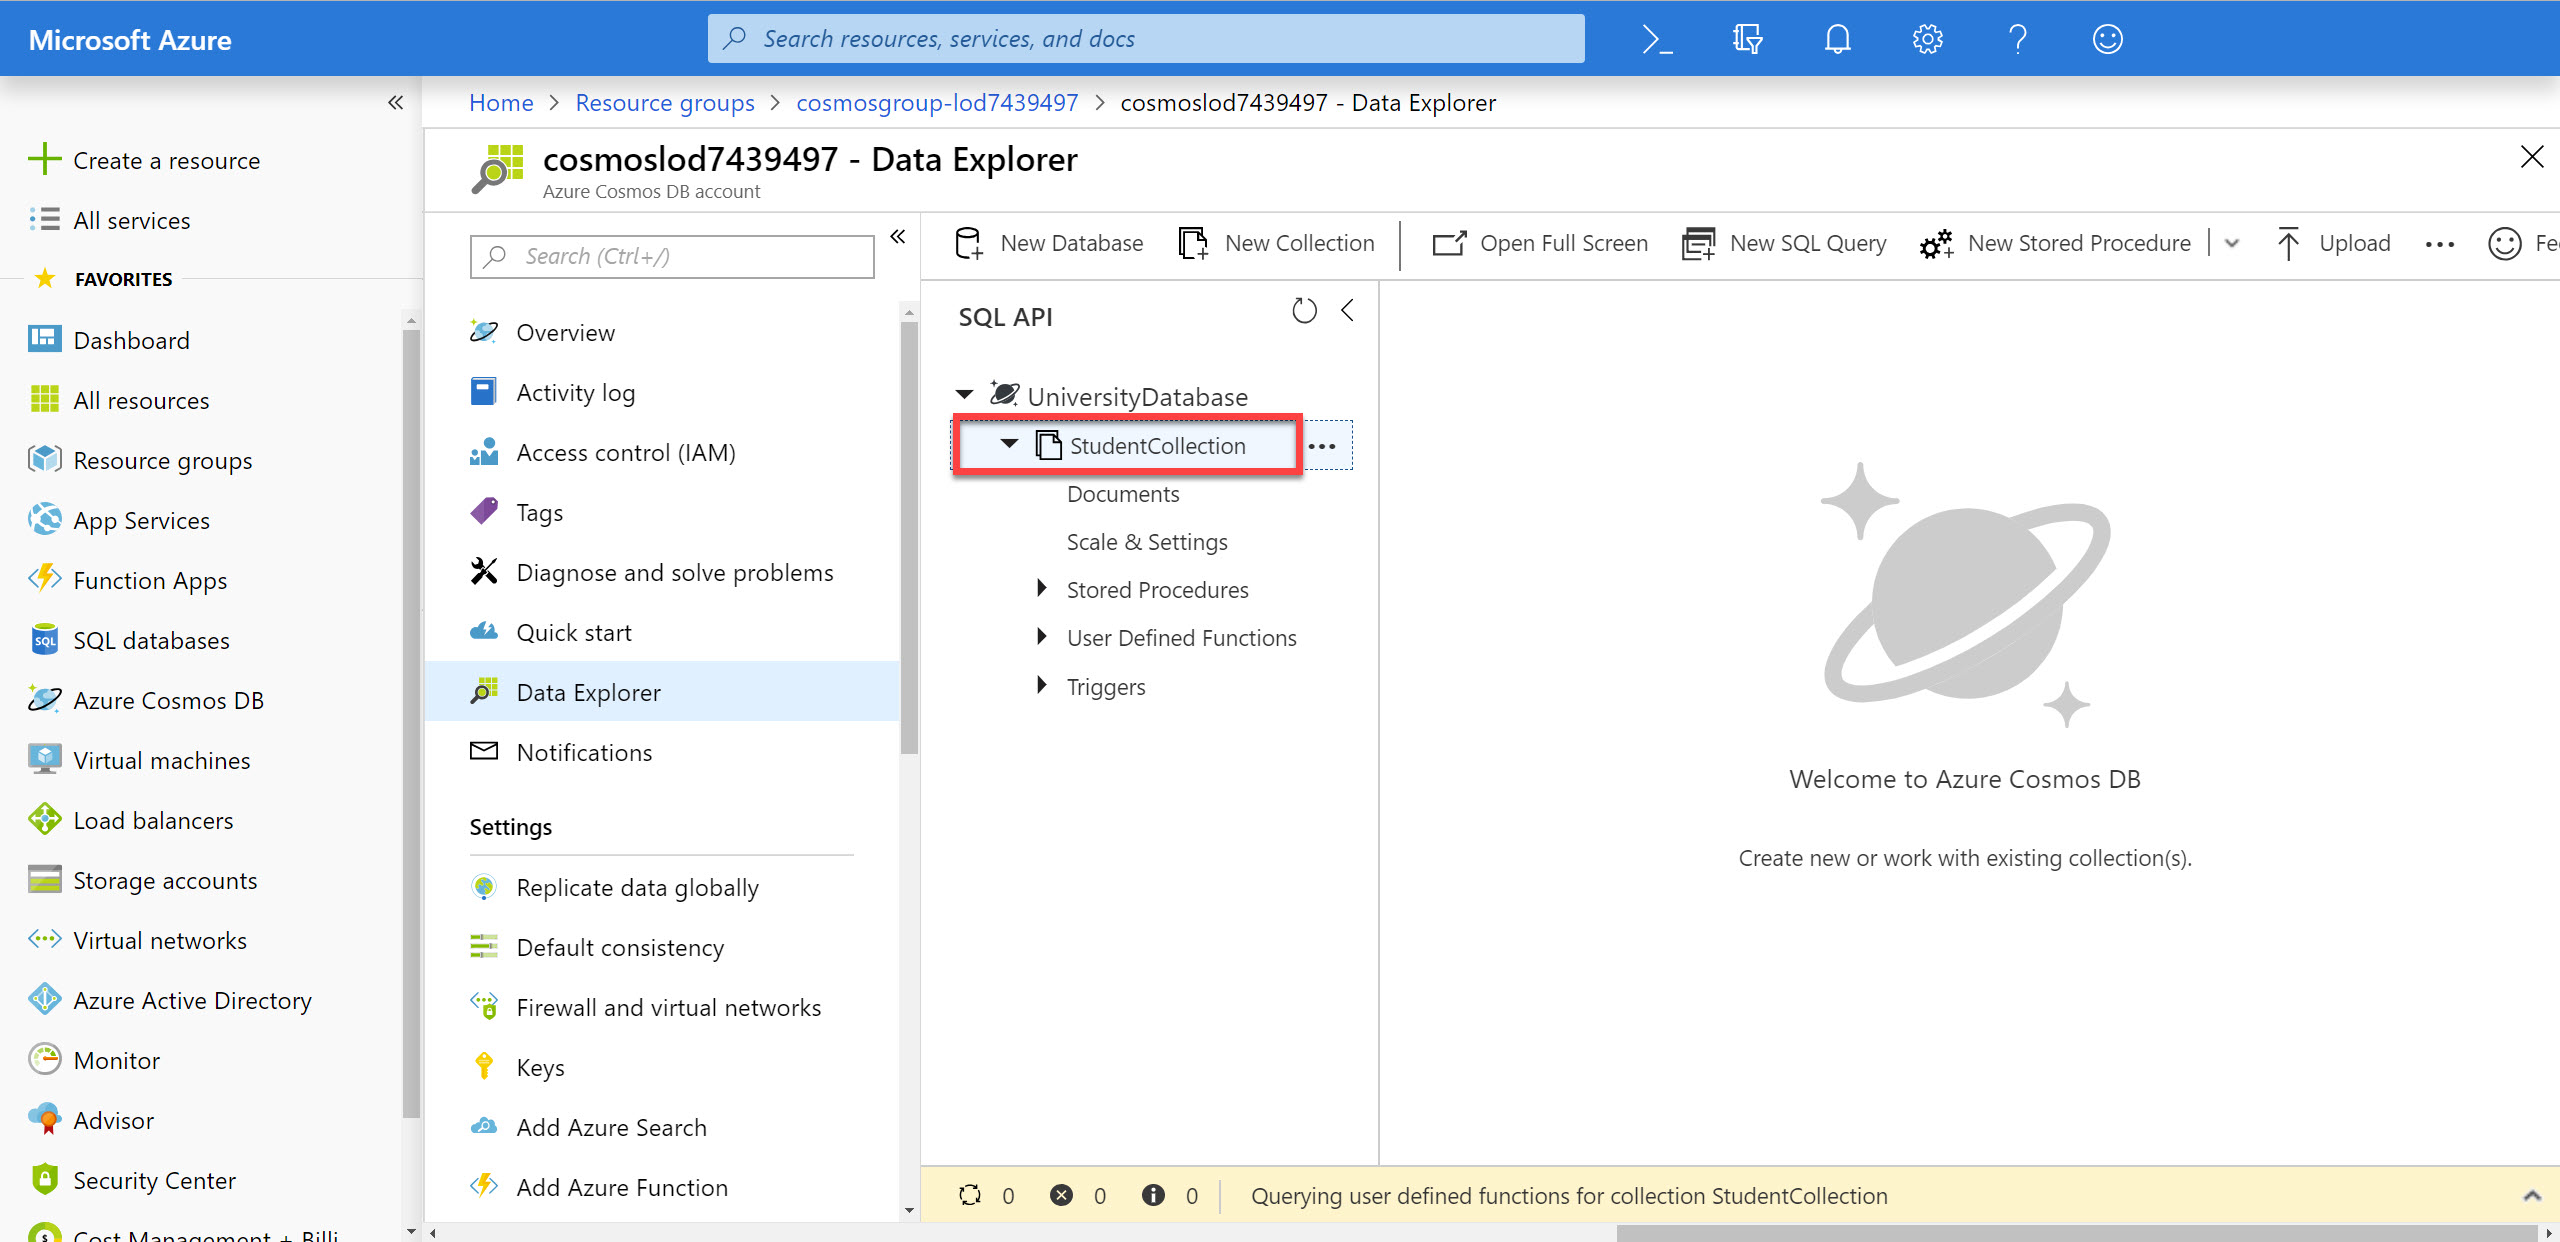 Microsoft Azure
Search resources, services, and docs
Home > Resource groups > cosmosgroup-lod7439497 > cosmoslod7439497 - Data Explorer
Create a resource
All services
FAVORITES
Dashboard
All resources
Resource groups
App Services
Function Apps
SQL databases
Azure Cosmos DB
Virtual machines
Load balancers
Storage accounts
Virtual networks
Azure Active Directory
Monitor
Advisor
Security Center
Cost Management + Billi
cosmoslod7439497 - Data Explorer
Azure Cosmos DB account
Search (Ctrl+/)
Overview
Activity log
Access control (IAM)
Tags
Diagnose and solve problems
Quick start
Data Explorer
Notifications
Settings
Replicate data globally
Default consistency
Firewall and virtual networks
Keys
Add Azure Search
Add Azure Function
New Database New Collection Open Full Screen New SQL Query New Stored Procedure Upload Fe
SQL API
UniversityDatabase
StudentCollection
Documents
Scale & Settings
Stored Procedures
User Defined Functions
Triggers
Welcome to Azure Cosmos DB
Create new or work with existing collection(s).
0 0 0 Querying user defined functions for collection StudentCollection